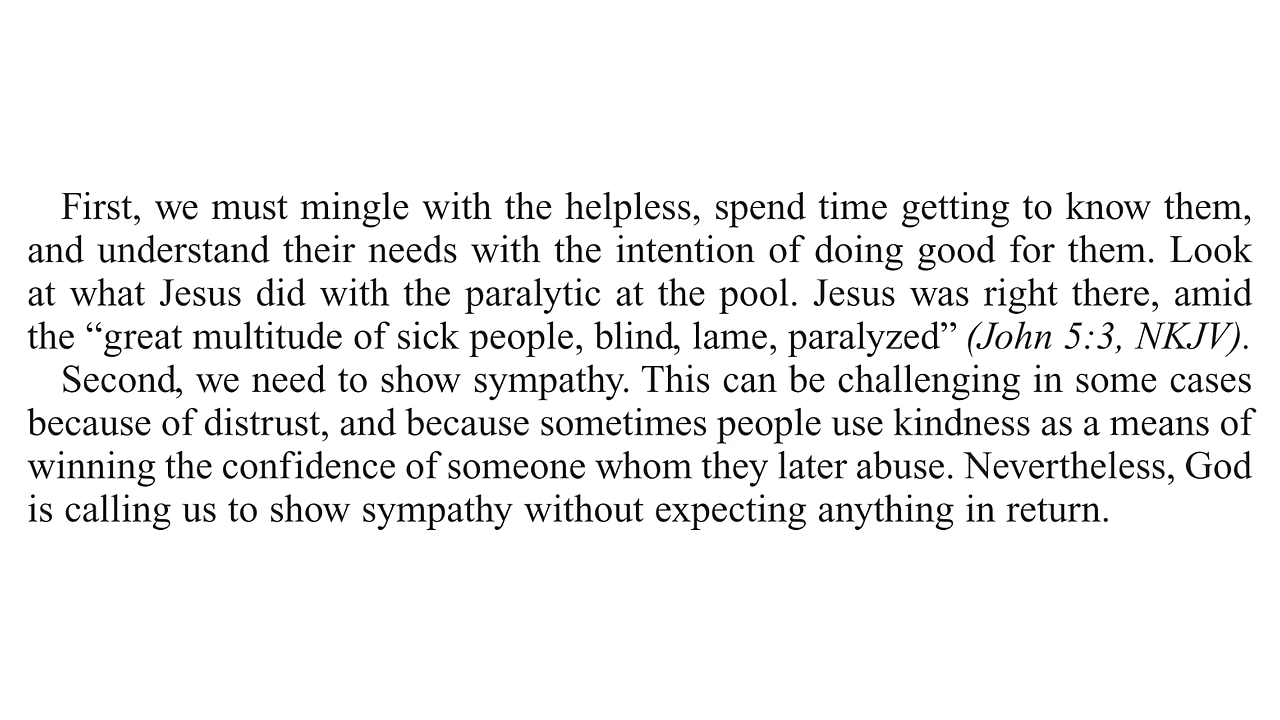 First, we must mingle with the helpless, spend time getting to know them,
and understand their needs with the intention of doing good for them. Look
at what Jesus did with the paralytic at the pool. Jesus was right there, amid
the “great multitude of sick people, blind, lame, paralyzed” (John 5:3, NKJV).
Second, we need to show sympathy. This can be challenging in some cases
because of distrust, and because sometimes people use kindness as a means of
winning the confidence of someone whom they later abuse. Nevertheless, God
is calling us to show sympathy without expecting anything in return.